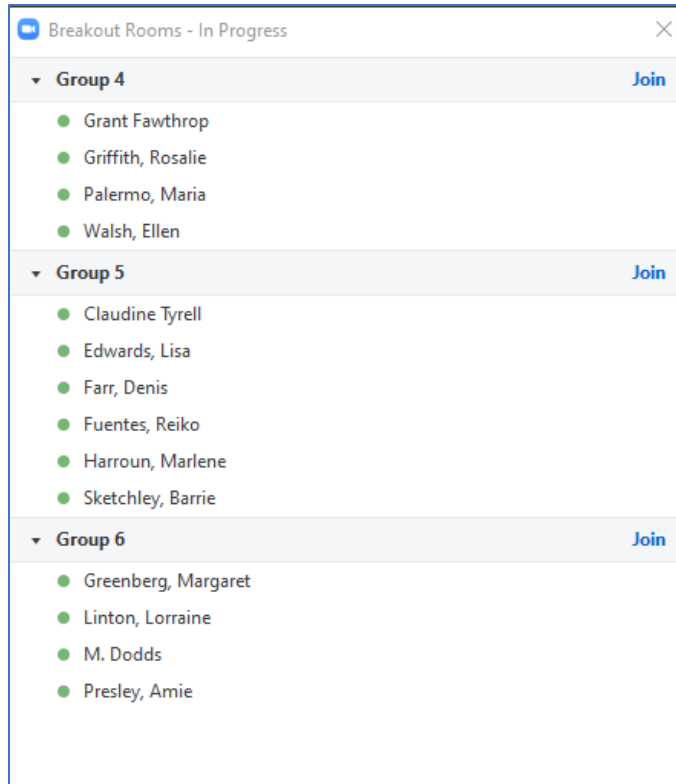 Breakout Rooms - In Progress
Group 4 Join
Grant Fawthrop
Griffith, Rosalie
Palermo, Maria
Walsh, Ellen
Group 5 Join
Claudine Tyrell
Edwards, Lisa
Farr, Denis
Fuentes, Reiko
Harroun, Marlene
Sketchley, Barrie
Group 6 Join
Greenberg, Margaret
Linton, Lorraine
M. Dodds
Presley, Amie